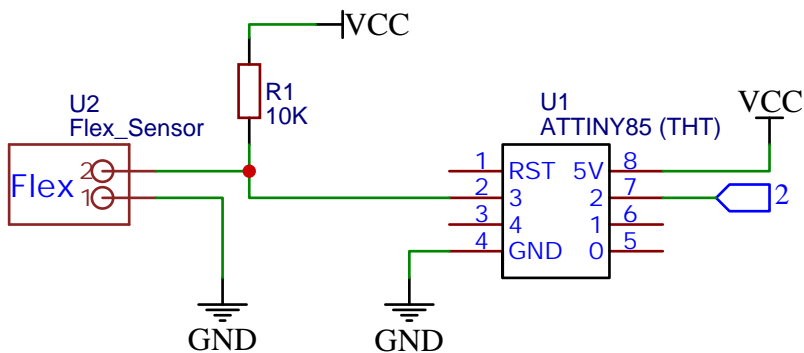 VCC
R1
10K
U2
Flex_Sensor
Flex
2
1
GND
U1
ATTINY85 (THT)
VCC
1 RST 5V 8
2 3 2 7 2
3 4 1 6
4 GND 0 5
GND